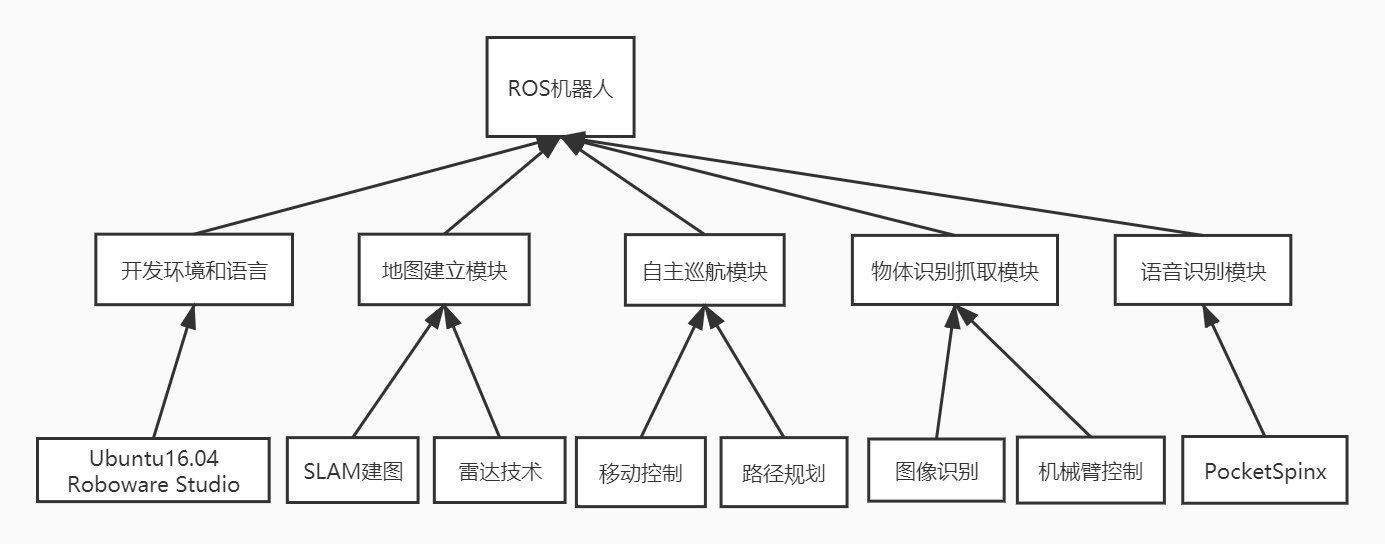 ROS机器人
开发环境和语言
地图建立模块
自主巡航模块
物体识别抓取模块
语音识别模块
Ubuntu16.04
Roboware Studio
SLAM建图
雷达技术
移动控制
路径规划
图像识别
机械臂控制
PocketSpinx